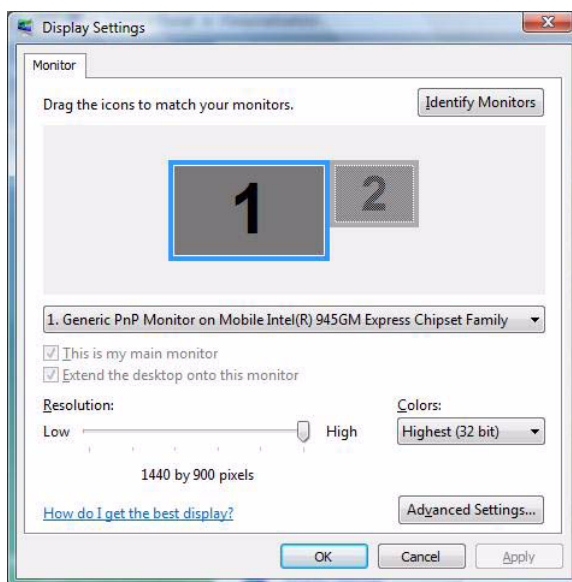 Display Settings
Monitor
Drag the icons to match your monitors.
Identify Monitors
1
2
1. Generic PnP Monitor on Mobile Intel(R) 945GM Express Chipset Family
This is my main monitor
Extend the desktop onto this monitor
Resolution:
Colors:
Low
High
Highest (32 bit)
1440 by 900 pixels
How do I get the best display?
Advanced Settings...
OK
Cancel
Apply